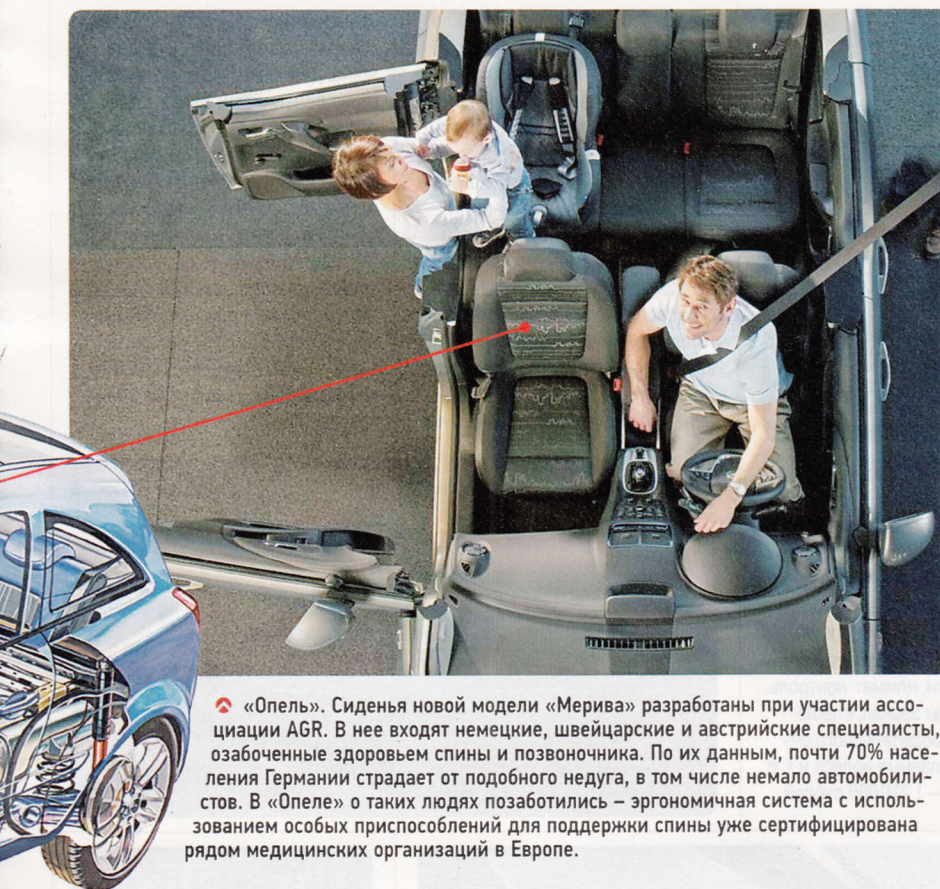 «Опель». Сиденья новой модели «Мерива» разработаны при участии ассо-
циации AGR. В нее входят немецкие, швейцарские и австрийские специалисты,
озабоченные здоровьем спины и позвоночника. По их данным, почти 70% насе-
ления Германии страдает от подобного недуга, в том числе немало автомобили-
стов. В «Опеле» о таких людях позаботились – эргономичная система с исполь-
зованием особых приспособлений для поддержки спины уже сертифицирована
рядом медицинских организаций в Европе.